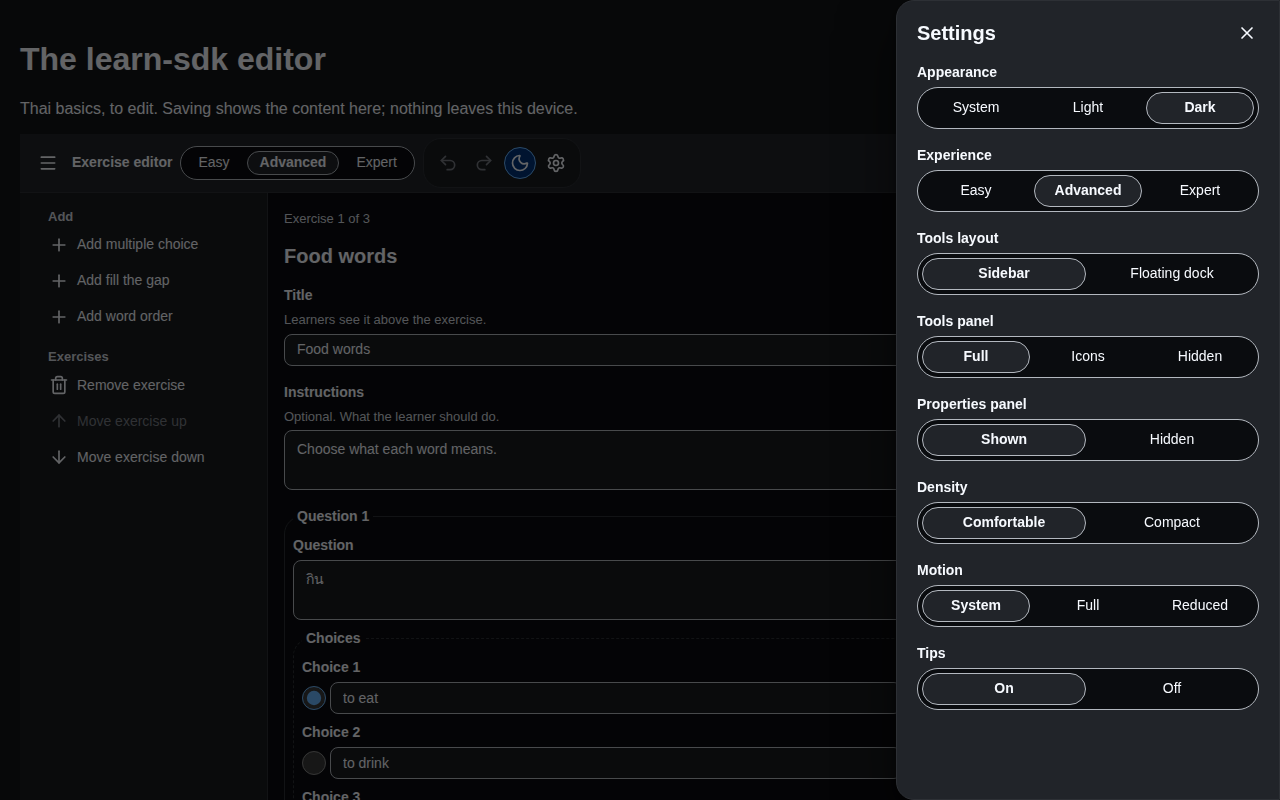 The learn-sdk editor
Thai basics, to edit. Saving shows the content here; nothing leaves this device.
Exercise editor
Easy
Advanced
Expert
Add
Add multiple choice
Add fill the gap
Add word order
Exercises
Remove exercise
Move exercise up
Move exercise down
Exercise 1 of 3
Food words
Title
Learners see it above the exercise.
Food words
Instructions
Optional. What the learner should do.
Choose what each word means.
Question 1
Question
กิน
Choices
Choice 1
to eat
Choice 2
to drink
Choice 3
Settings
Appearance
System
Light
Dark
Experience
Easy
Advanced
Expert
Tools layout
Sidebar
Floating dock
Tools panel
Full
Icons
Hidden
Properties panel
Shown
Hidden
Density
Comfortable
Compact
Motion
System
Full
Reduced
Tips
On
Off